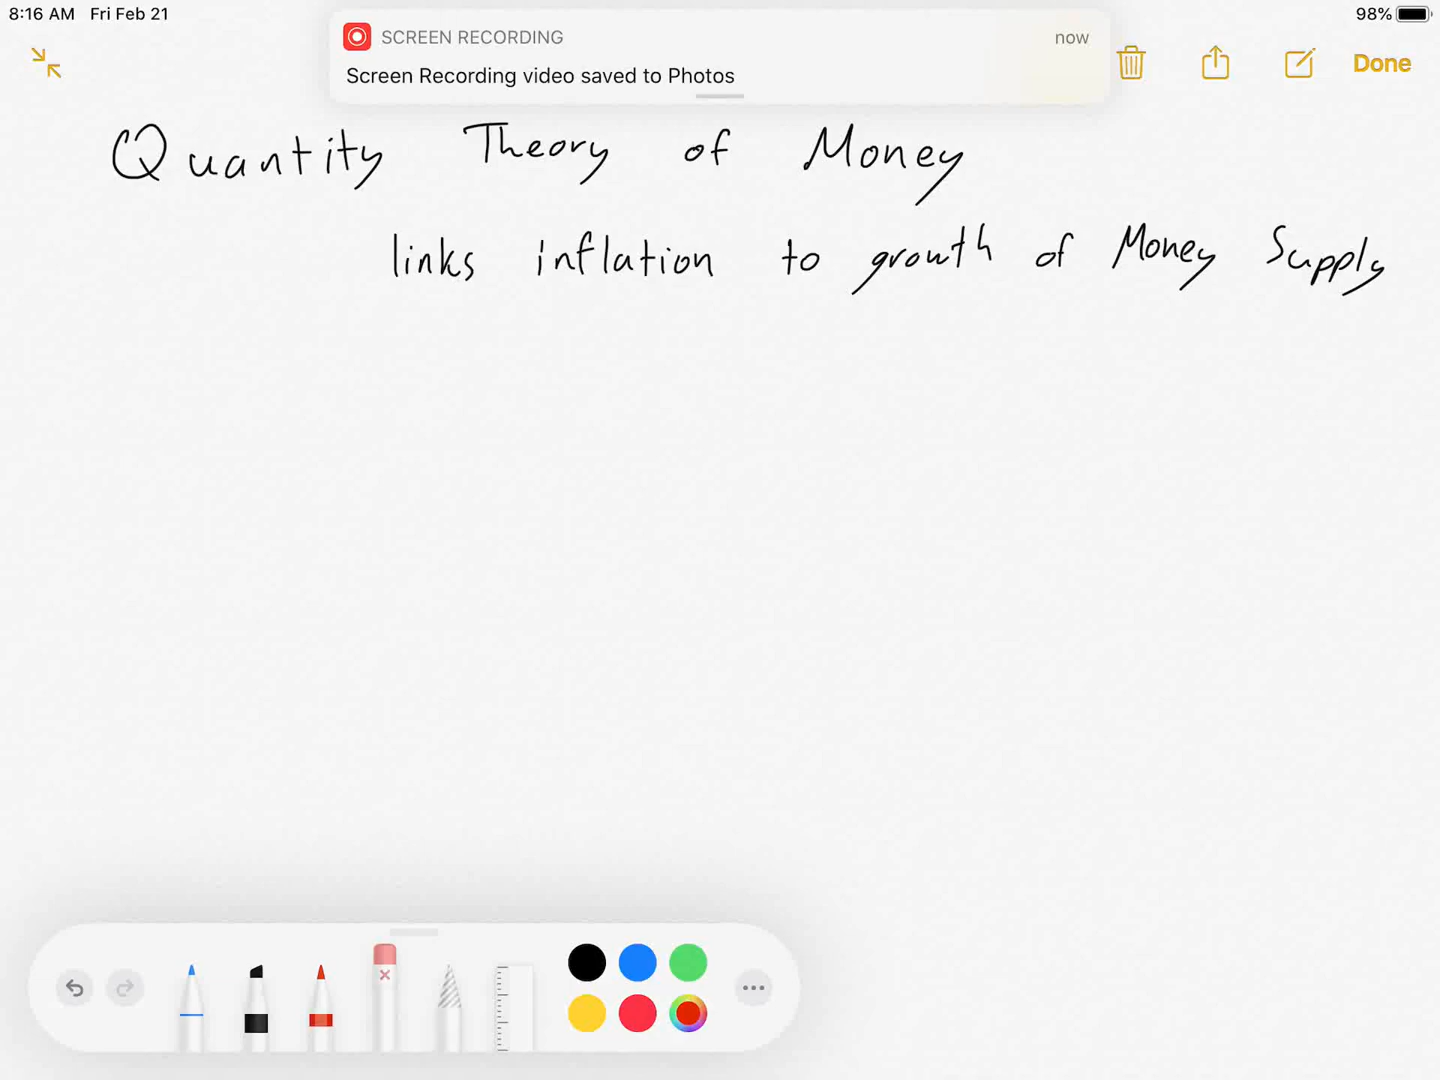 8:16 AM Fri Feb 21
98%
SCREEN RECORDING
now
Screen Recording video saved to Photos
Done
Quantity Theory of Money
links inflation to growth of Money Supply